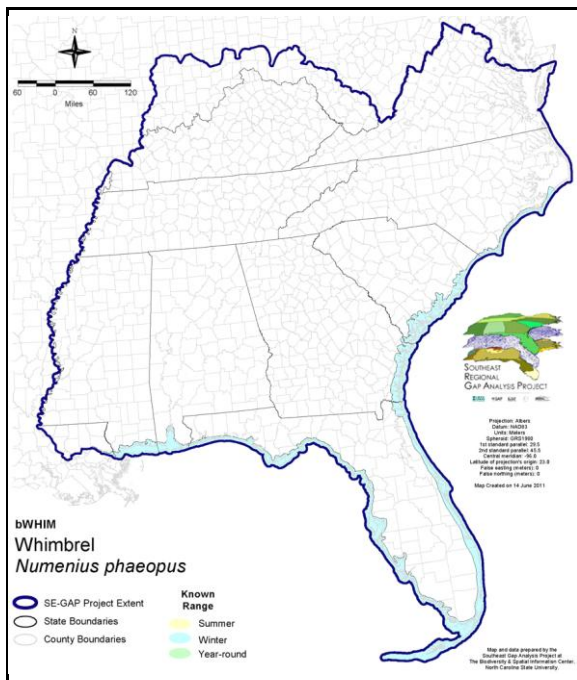 N
60 0 60 120
Miles
SOUTHEAST
REGIONAL
GAP ANALYSIS PROJECT
Projection: Albers
Datum: NAD83
Units: Meters
Spheroid: GRS1980
1st standard parallel: 29.5
2nd standard parallel: 45.5
Central meridian: -96.0
Latitude of projection's origin: 23.0
False easting (meters): 0
False northing (meters): 0
Map Created on 14 June 2011
bWHIM
Whimbrel
Numenius phaeopus
SE-GAP Project Extent
State Boundaries
County Boundaries
Known
Range
Summer
Winter
Year-round
Map and data prepared by the
Southeast Gap Analysis Project at
The Biodiversity & Spatial Information Center,
North Carolina State University.